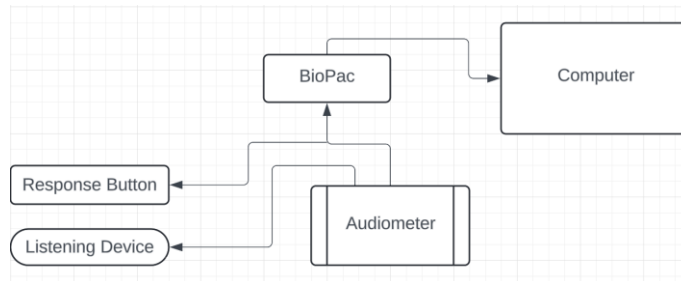 BioPac
Computer
Response Button
Audiometer
Listening Device